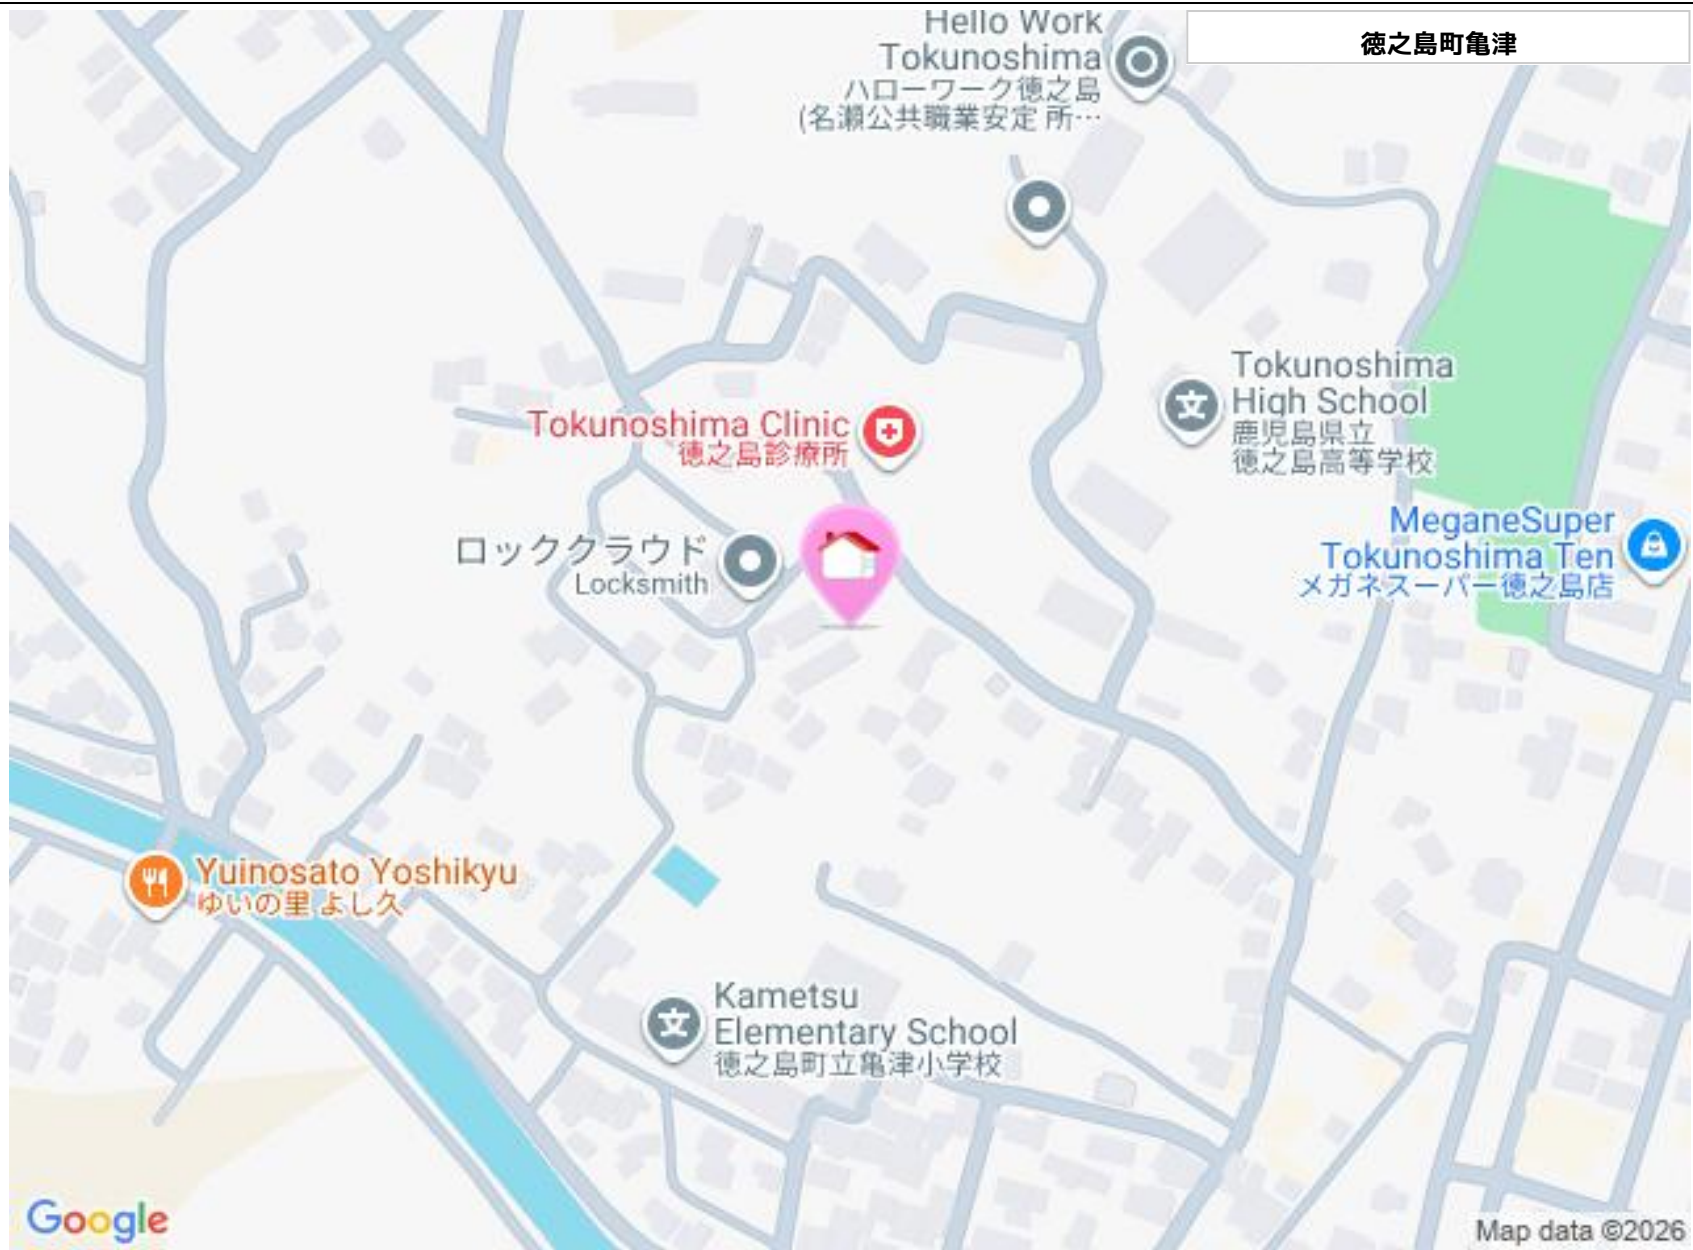 Hello Work
Tokunoshima
ハローワーク徳之島
(名瀬公共職業安定 所…
徳之島町亀津
Tokunoshima
High School
鹿児島県立
徳之島高等学校
Tokunoshima Clinic
徳之島診療所
ロッククラウド
Locksmith
MeganeSuper
Tokunoshima Ten
メガネスーパー徳之島店
Yuinosato Yoshikyu
ゆいの里 よし久
Kametsu
Elementary School
徳之島町立亀津小学校
Google
Map data ©2026